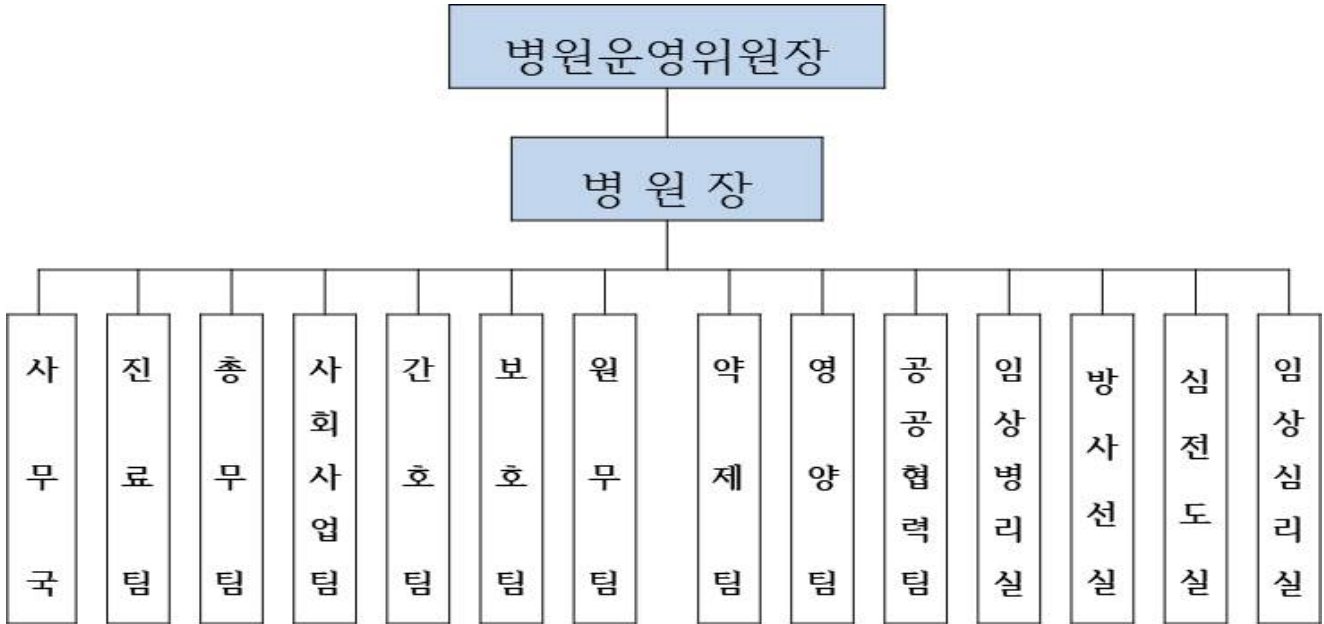 병원운영위원장
병 원 장
사무국
진료팀
총무팀
사회사업팀
간호팀
보호팀
원무팀
약제팀
영양팀
공공협력팀
임상병리실
방사선실
심전도실
임상심리실